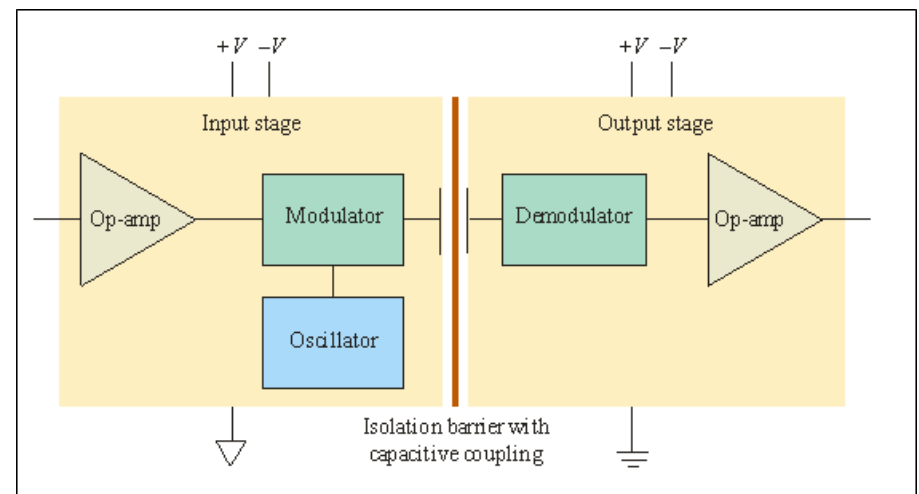 +V –V
+V –V
Input stage
Output stage
Op-amp
Modulator
Demodulator
Op-amp
Oscillator
Isolation barrier with
capacitive coupling